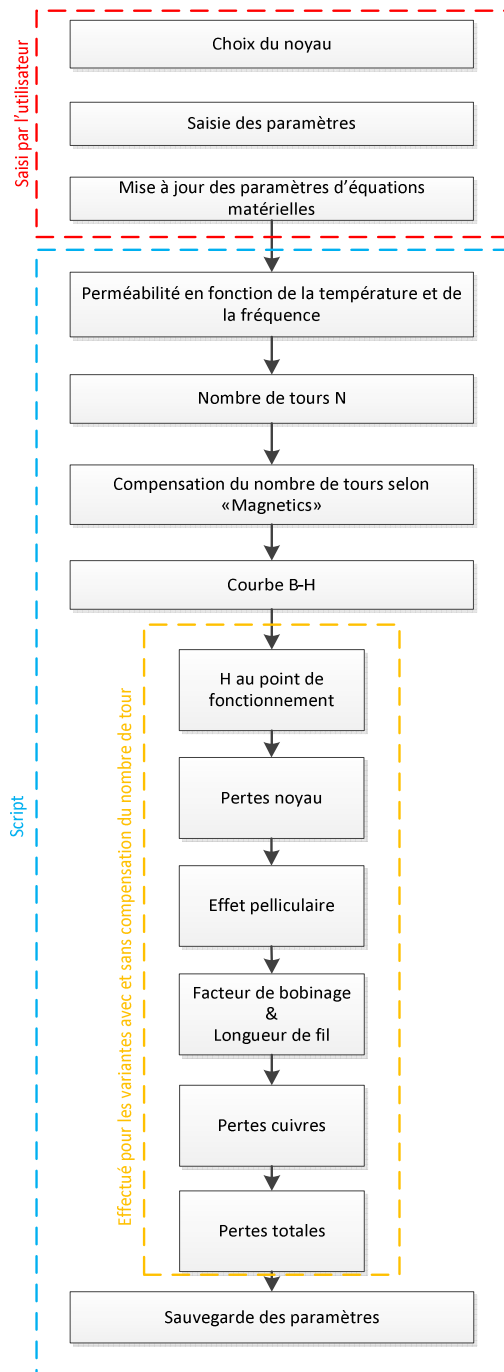 Saisi par l'utilisateur
Choix du noyau
Saisie des paramètres
Mise à jour des paramètres d'équations
matérielles
Script
Perméabilité en fonction de la température et de
la fréquence
Nombre de tours N
Compensation du nombre de tours selon
«Magnetics»
Courbe B-H
Effectué pour les variantes avec et sans compensation du nombre de tour
H au point de
fonctionnement
Pertes noyau
Effet pelliculaire
Facteur de bobinage
&
Longueur de fil
Pertes cuivres
Pertes totales
Sauvegarde des paramètres